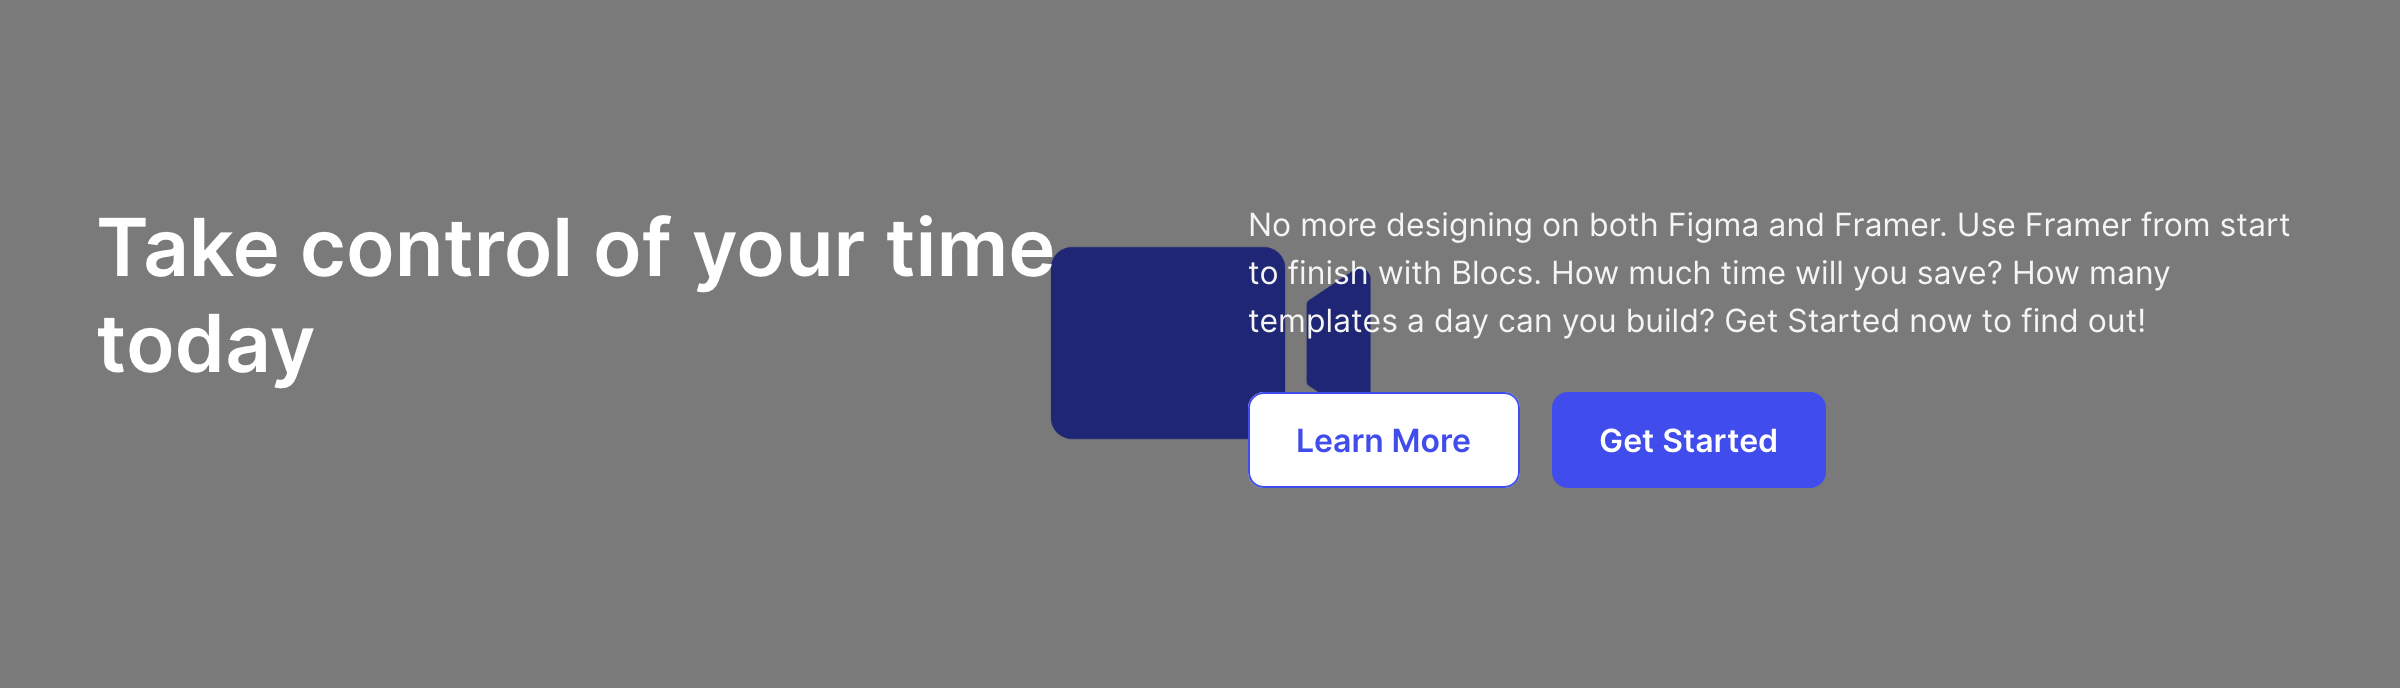 Take control of your time
today
No more designing on both Figma and Framer. Use Framer from start
to finish with Blocs. How much time will you save? How many
templates a day can you build? Get Started now to find out!
Learn More
Get Started